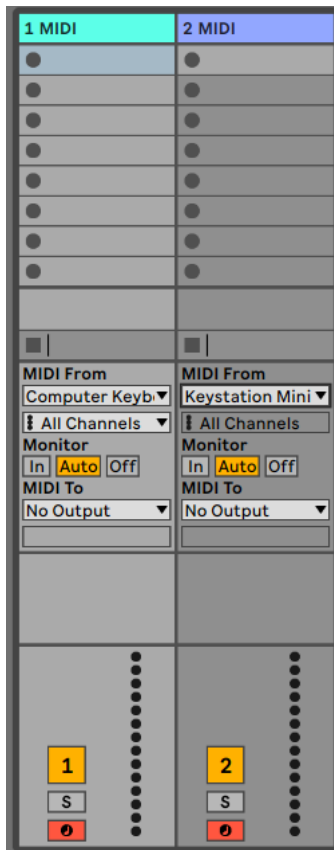 1 MIDI
2 MIDI
MIDI From
Computer Keyb
All Channels
Monitor
In Auto Off
MIDI To
No Output
1
S
MIDI From
Keystation Mini
All Channels
Monitor
In Auto Off
MIDI To
No Output
2
S